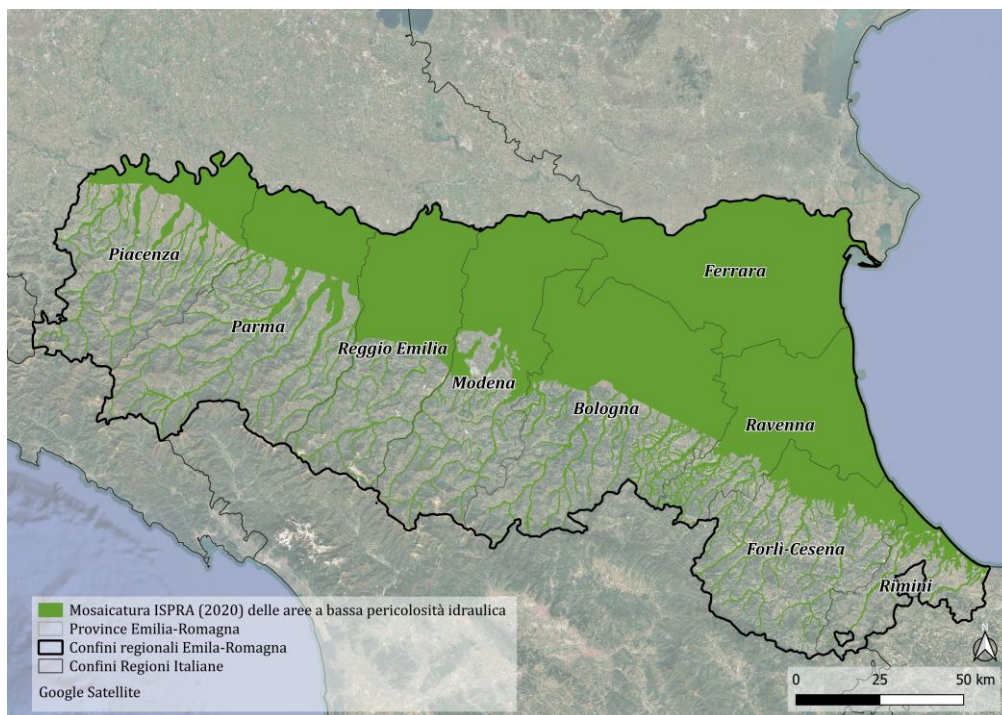 Piacenza
Ferrara
Parma
Reggio Emilia
Modena
Bologna
Ravenna
Forlì-Cesena
Rimini
Mosaicatura ISPRA (2020) delle aree a bassa pericolosità idraulica
Province Emilia-Romagna
Confini regionali Emila-Romagna
Confini Regioni Italiane
Google Satellite
N
0 25 50 km